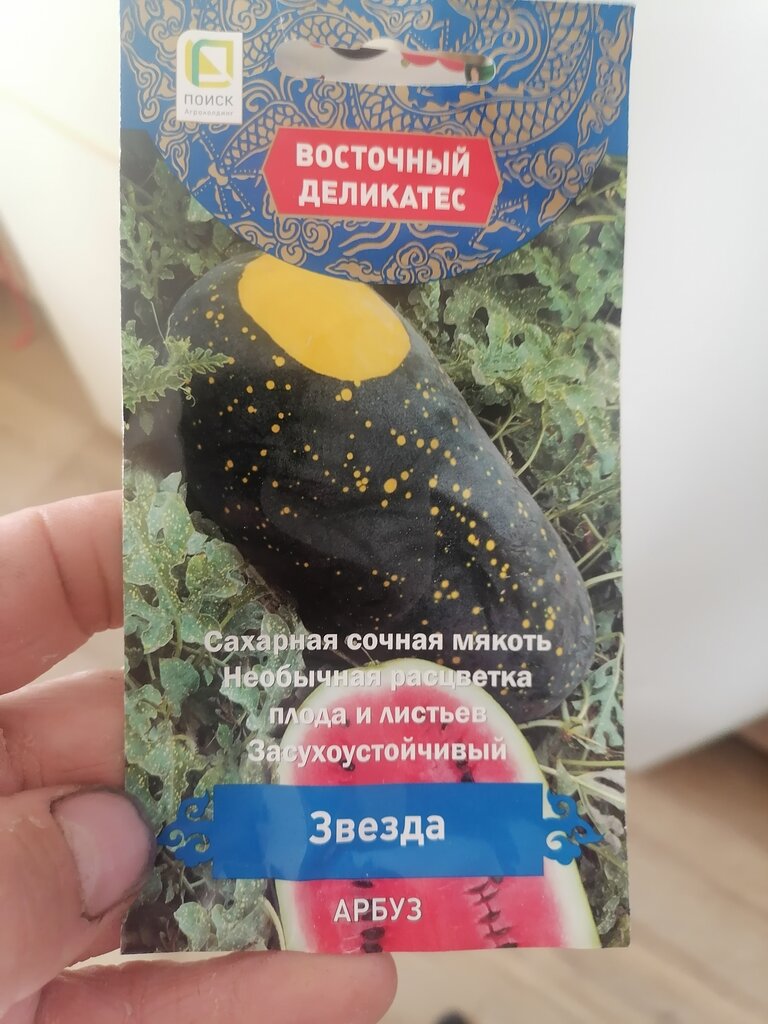 ПОИСК
Агрохолдинг
ВОСТОЧНЫЙ
ДЕЛИКАТЕС
Сахарная сочная мякоть
Необычная расцветка
плода и листьев
Засухоустойчивый
Звезда
АРБУЗ